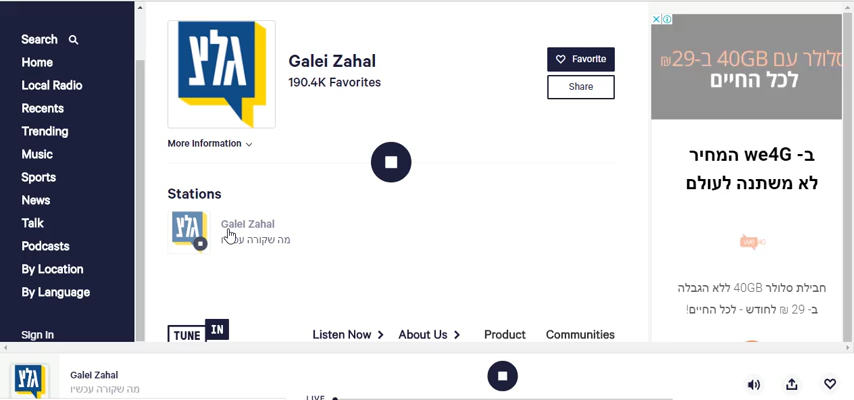 Search
Home
Local Radio
Recents
Trending
Music
Sports
News
Talk
Podcasts
By Location
By Language
Sign In
גלצ
Galei Zahal
190.4K Favorites
Favorite
Share
More Information
Stations
גלצ
Galei Zahal
מה שקורה עכשיו
TUNE IN
Listen Now
About Us
Product
Communities
סלולר עם 40GB ב-29₪
לכל החיים
ב- we4G המחיר
לא משתנה לעולם
we
חבילת סלולר 40GB ללא הגבלה
ב- 29 ₪ לחודש - לכל החיים!
גלצ
Galei Zahal
מה שקורה עכשיו
LIVE